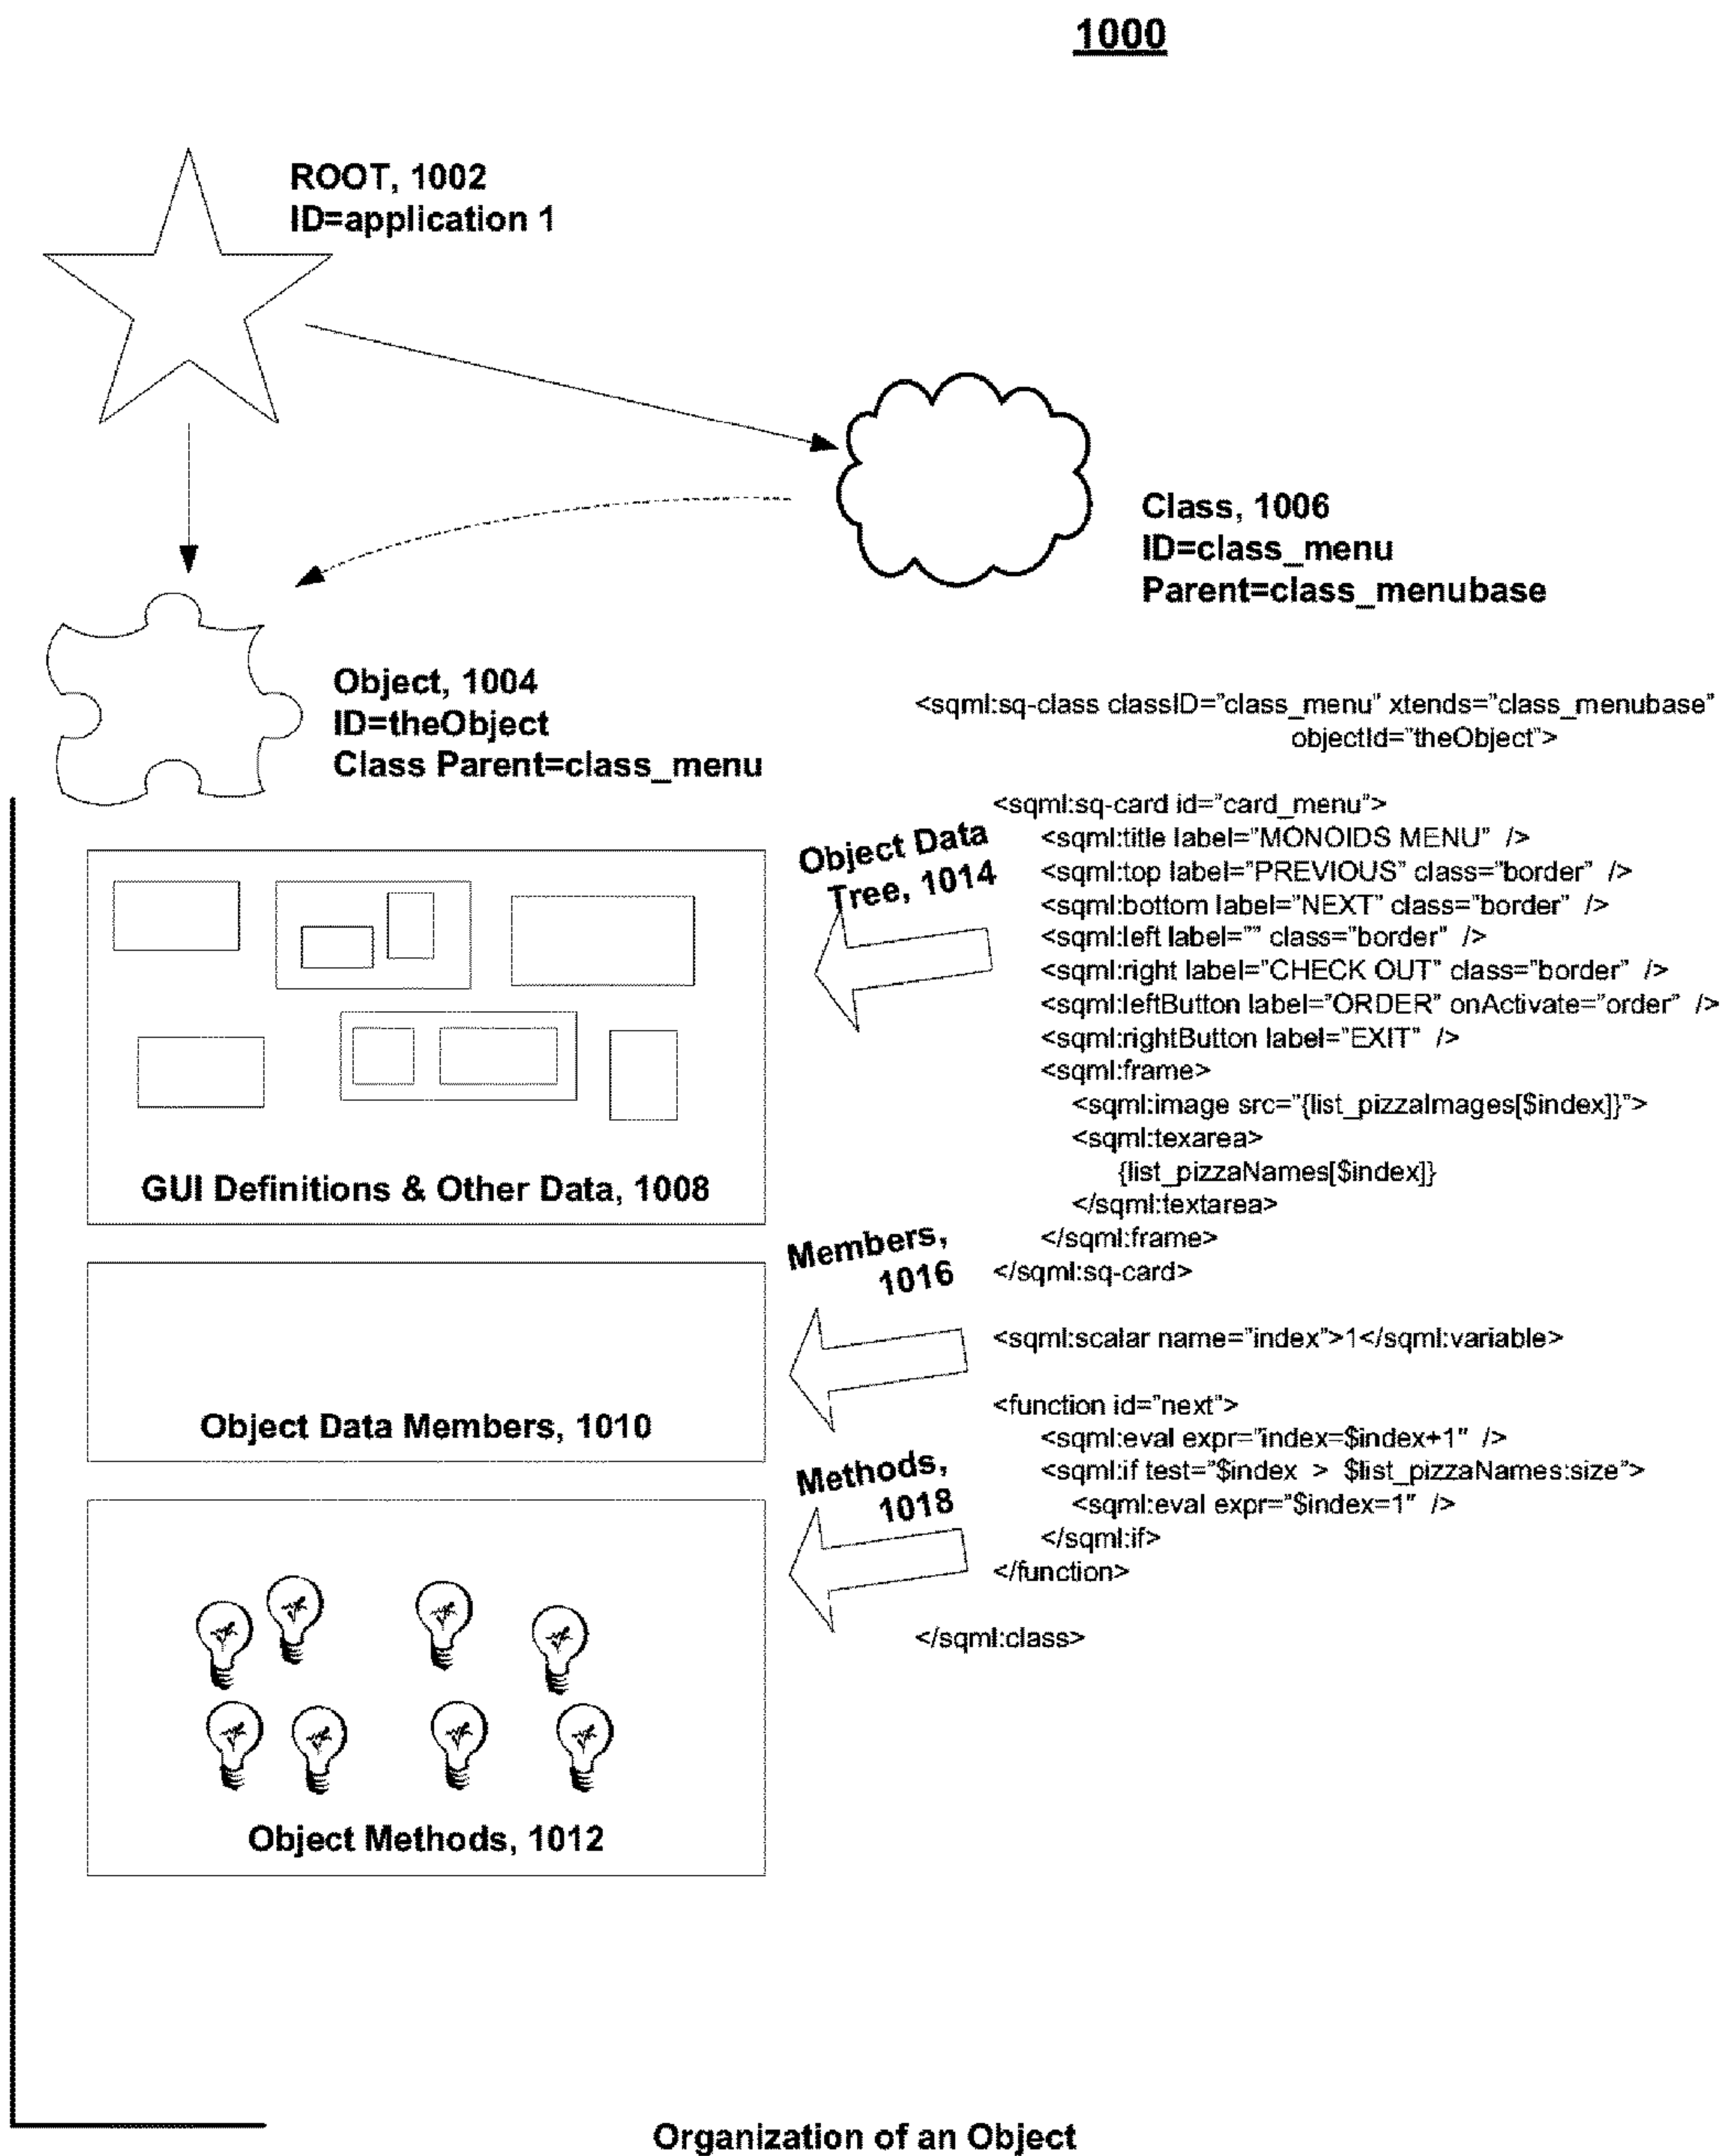 1000
ROOT, 1002
ID=application 1
Class, 1006
ID=class_menu
Parent=class_menubase
Object, 1004
ID=theObject
Class Parent=class_menu
<sqml:sq-class classID=”class_menu” xtends=”class_menubase”
objectId=”theObject”>
Object Data
Tree, 1014
<sqml:sq-card id=”card_menu”>
<sqml:title label=”MONOIDS MENU” />
<sqml:top label=”PREVIOUS” class=”border” />
<sqml:bottom label=”NEXT” class=”border” />
<sqml:left label=”” class=”border” />
<sqml:right label=”CHECK OUT” class=”border” />
<sqml:leftButton label=”ORDER” onActivate=”order” />
<sqml:rightButton label=”EXIT” />
<sqml:frame>
<sqml:image src=”{list_pizzaImages[$index]}”>
<sqml:texarea>
{list_pizzaNames[$index]}
</sqml:textarea>
</sqml:frame>
</sqml:sq-card>
GUI Definitions & Other Data, 1008
Members,
1016
<sqml:scalar name=”index”>1</sqml:variable>
Object Data Members, 1010
Methods,
1018
<function id=”next”>
<sqml:eval expr=”index=$index+1” />
<sqml:if test=”$index > $list_pizzaNames:size”>
<sqml:eval expr=”$index=1” />
</sqml:if>
</function>
</sqml:class>
Object Methods, 1012
Organization of an Object